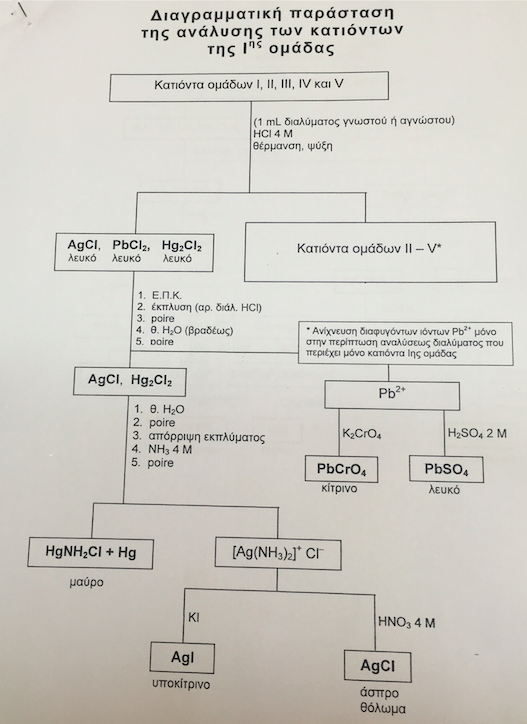 Διαγραμματική παράσταση
της ανάλυσης των κατιόντων
της Iης ομάδας
Κατιόντα ομάδων I, II, III, IV και V
(1 mL διαλύματος γνωστού ή αγνώστου)
HCl 4 M
θέρμανση, ψύξη
AgCl, PbCl₂, Hg₂Cl₂
λευκό λευκό λευκό
Κατιόντα ομάδων II – V*
1. Ε.Π.Κ.
2. έκπλυση (αρ. διάλ. HCl)
3. poire
4. θ. H₂O (βραδέως)
5. poire
* Ανίχνευση διαφυγόντων ιόντων Pb²⁺ μόνο
στην περίπτωση αναλύσεως διαλύματος που
περιέχει μόνο κατιόντα Iης ομάδας
AgCl, Hg₂Cl₂
Pb²⁺
1. θ. H₂O
2. poire
3. απόρριψη εκπλύματος
4. NH₃ 4 M
5. poire
K₂CrO₄
H₂SO₄ 2 M
PbCrO₄
κίτρινο
PbSO₄
λευκό
HgNH₂Cl + Hg
μαύρο
[Ag(NH₃)₂]⁺ Cl⁻
KI
HNO₃ 4 M
AgI
υποκίτρινο
AgCl
άσπρο
θόλωμα